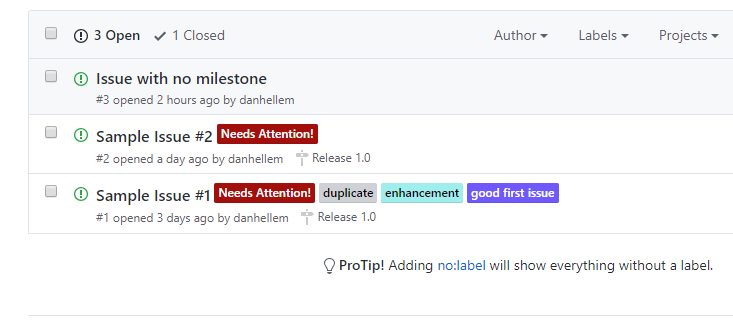 3 Open 1 Closed Author Labels Projects
Issue with no milestone
#3 opened 2 hours ago by danhellem
Sample Issue #2 Needs Attention!
#2 opened a day ago by danhellem Release 1.0
Sample Issue #1 Needs Attention! duplicate enhancement good first issue
#1 opened 3 days ago by danhellem Release 1.0
ProTip! Adding no:label will show everything without a label.